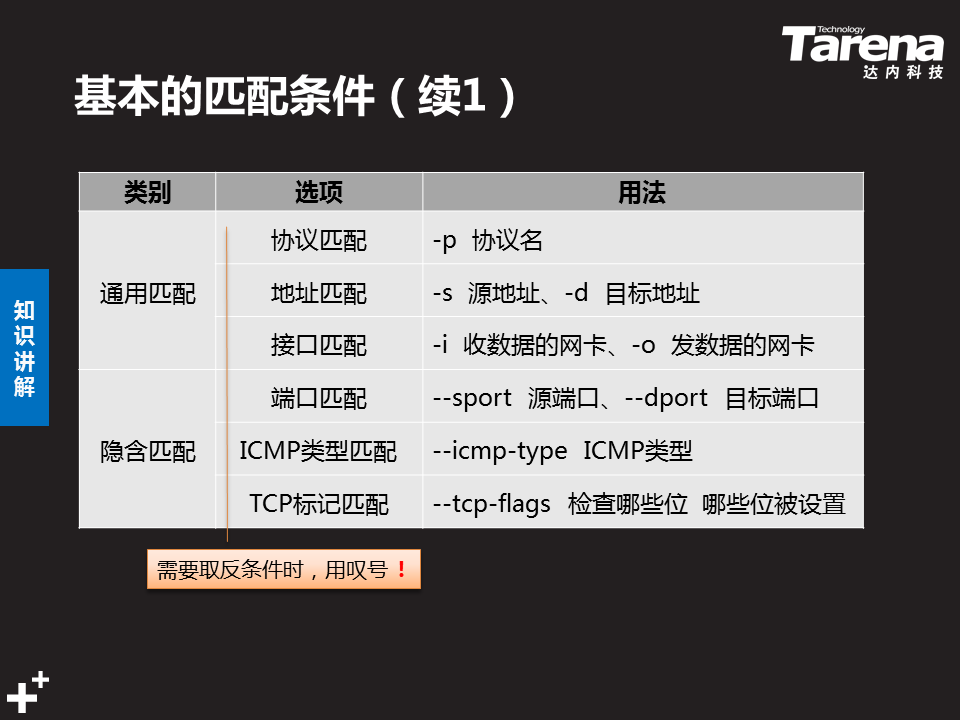 Technology
Tarena
达内科技
基本的匹配条件（续1）
类别 选项 用法
通用匹配 协议匹配 -p 协议名
地址匹配 -s 源地址、-d 目标地址
接口匹配 -i 收数据的网卡、-o 发数据的网卡
隐含匹配 端口匹配 --sport 源端口、--dport 目标端口
ICMP类型匹配 --icmp-type ICMP类型
TCP标记匹配 --tcp-flags 检查哪些位 哪些位被设置
需要取反条件时，用叹号 ！
知
识
讲
解